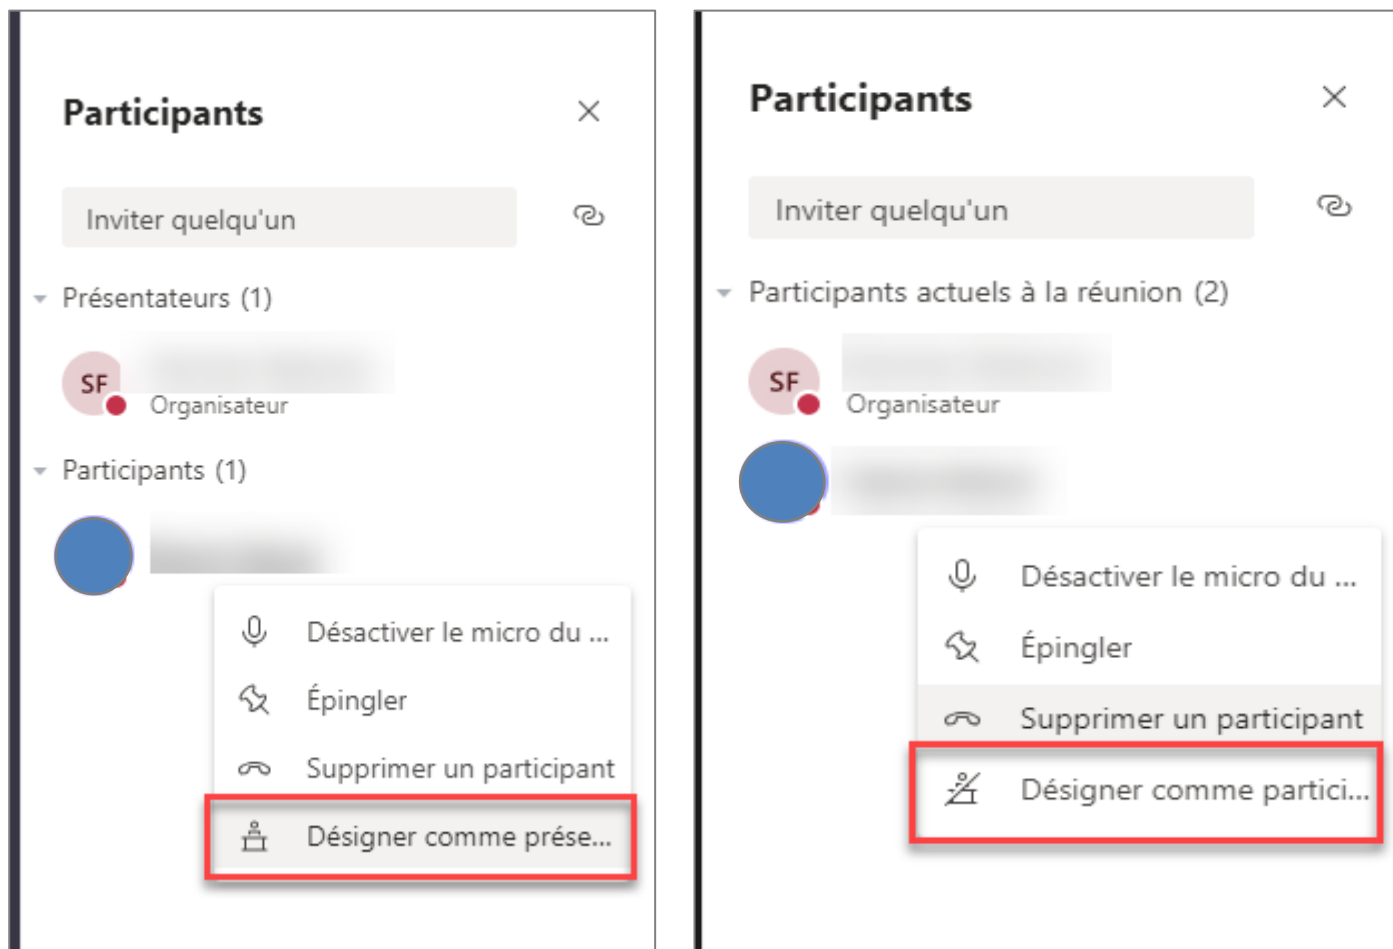 Participants
Inviter quelqu'un
Présentateurs (1)
SF
Organisateur
Participants (1)
Désactiver le micro du ...
Épingler
Supprimer un participant
Désigner comme prése...
Participants
Inviter quelqu'un
Participants actuels à la réunion (2)
SF
Organisateur
Désactiver le micro du ...
Épingler
Supprimer un participant
Désigner comme partici...